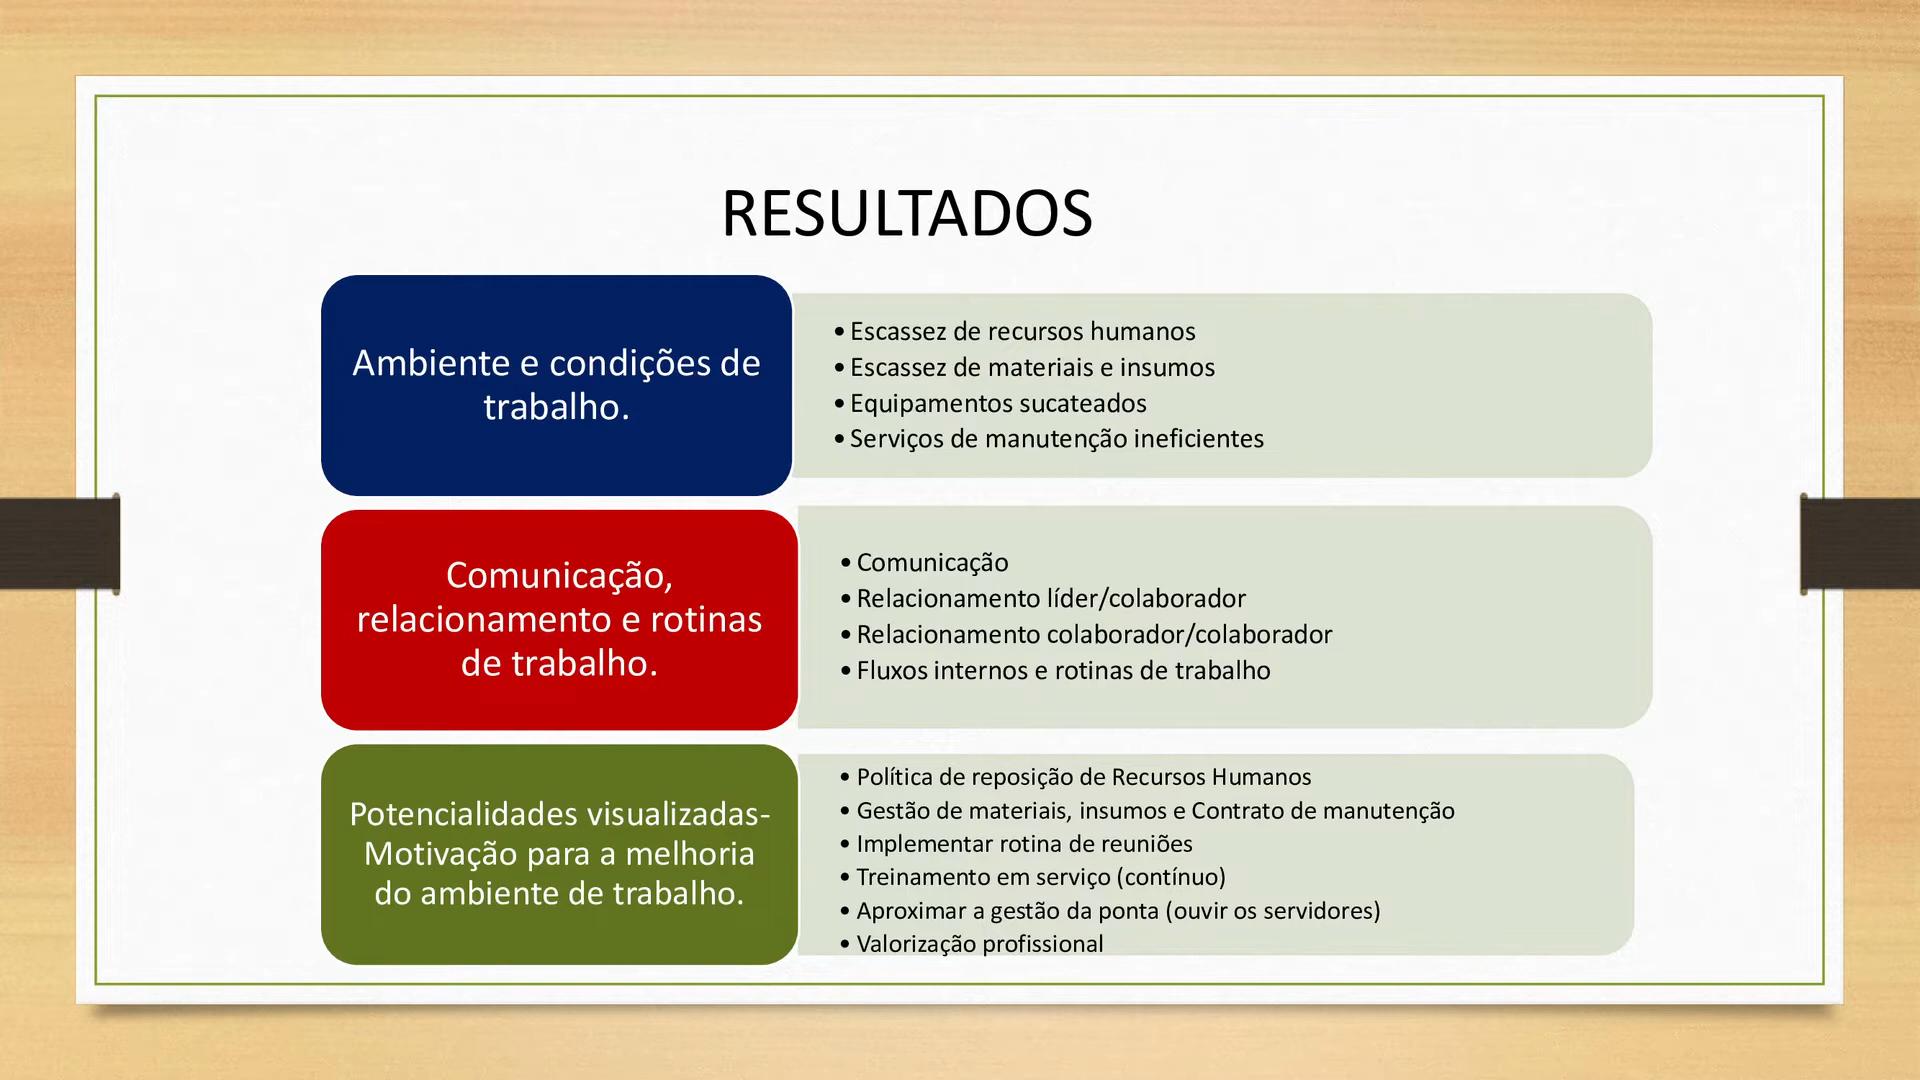 RESULTADOS
Ambiente e condições de
trabalho.
• Escassez de recursos humanos
• Escassez de materiais e insumos
• Equipamentos sucateados
• Serviços de manutenção ineficientes
Comunicação,
relacionamento e rotinas
de trabalho.
• Comunicação
• Relacionamento líder/colaborador
• Relacionamento colaborador/colaborador
• Fluxos internos e rotinas de trabalho
Potencialidades visualizadas-
Motivação para a melhoria
do ambiente de trabalho.
• Política de reposição de Recursos Humanos
• Gestão de materiais, insumos e Contrato de manutenção
• Implementar rotina de reuniões
• Treinamento em serviço (contínuo)
• Aproximar a gestão da ponta (ouvir os servidores)
• Valorização profissional